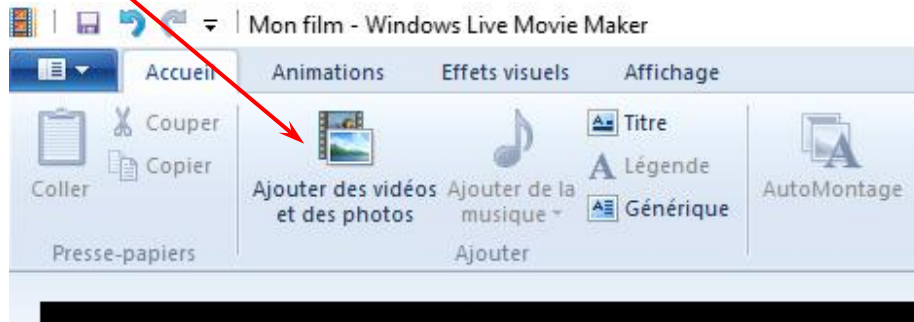 Mon film - Windows Live Movie Maker
Accueil Animations Effets visuels Affichage
Coller
Couper
Copier
Presse-papiers
Ajouter des vidéos
et des photos
Ajouter de la
musique
Titre
Légende
Générique
Ajouter
AutoMontage